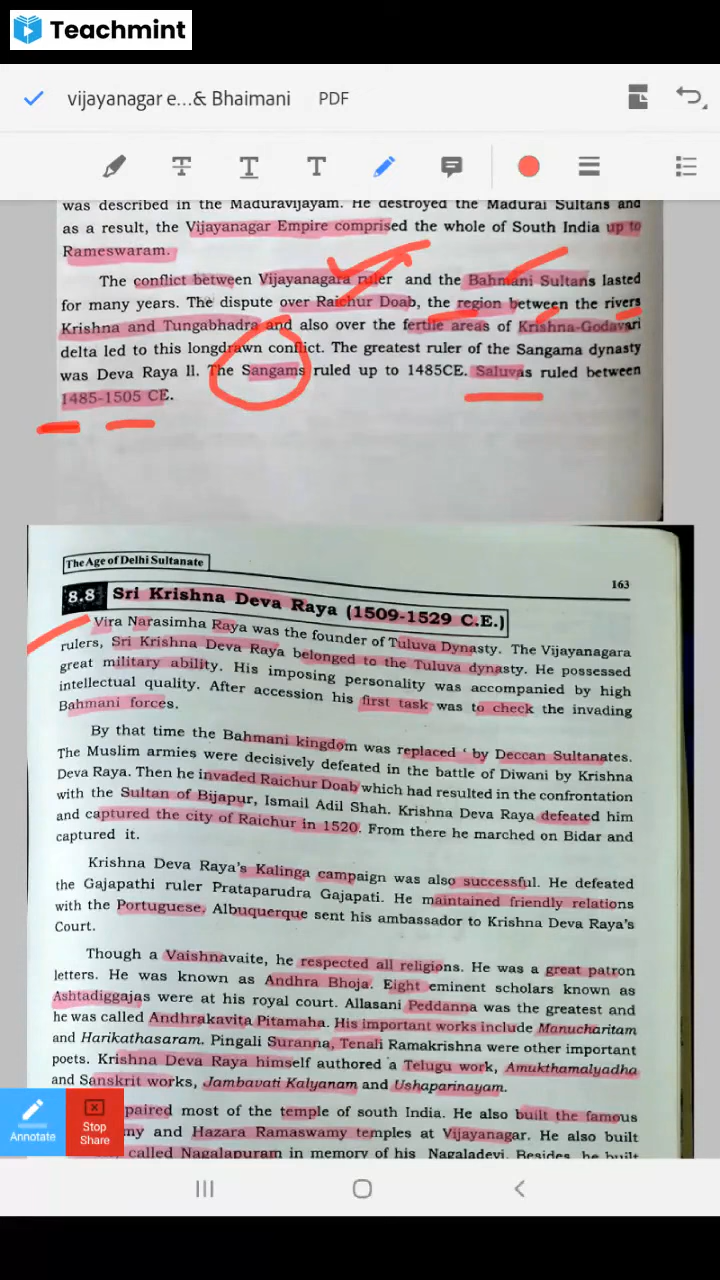 Teachmint
vijayanagar e...& Bhaimani PDF
was described in the Maduravijayam. He destroyed the Madurai Sultans and
as a result, the Vijayanagar Empire comprised the whole of South India up to
Rameswaram.
The conflict between Vijayanagara ruler and the Bahmani Sultans lasted
for many years. The dispute over Raichur Doab, the region between the rivers
Krishna and Tungabhadra and also over the fertile areas of Krishna-Godavari
delta led to this longdrawn conflict. The greatest ruler of the Sangama dynasty
was Deva Raya ll. The Sangams ruled up to 1485CE. Saluvas ruled between
1485-1505 CE.
The Age of Delhi Sultanate
163
8.8 Sri Krishna Deva Raya (1509-1529 C.E.)
Vira Narasimha Raya was the founder of Tuluva Dynasty. The Vijayanagara
rulers, Sri Krishna Deva Raya belonged to the Tuluva dynasty. He possessed
great military ability. His imposing personality was accompanied by high
intellectual quality. After accession his first task was to check the invading
Bahmani forces.
By that time the Bahmani kingdom was replaced ' by Deccan Sultanates.
The Muslim armies were decisively defeated in the battle of Diwani by Krishna
Deva Raya. Then he invaded Raichur Doab which had resulted in the confrontation
with the Sultan of Bijapur, Ismail Adil Shah. Krishna Deva Raya defeated him
and captured the city of Raichur in 1520. From there he marched on Bidar and
captured it.
Krishna Deva Raya's Kalinga campaign was also successful. He defeated
the Gajapathi ruler Prataparudra Gajapati. He maintained friendly relations
with the Portuguese. Albuquerque sent his ambassador to Krishna Deva Raya's
Court.
Though a Vaishnavaite, he respected all religions. He was a great patron
letters. He was known as Andhra Bhoja. Eight eminent scholars known as
Ashtadiggajas were at his royal court. Allasani Peddanna was the greatest and
he was called Andhrakavita Pitamaha. His important works include Manucharitam
and Harikathasaram. Pingali Suranna, Tenali Ramakrishna were other important
poets. Krishna Deva Raya himself authored a Telugu work, Amukthamalyadha
and Sanskrit works, Jambavati Kalyanam and Ushaparinayam.
paired most of the temple of south India. He also built the famous
my and Hazara Ramaswamy temples at Vijayanagar. He also built
called Nagalapuram in memory of his Nagaladevi. Besides, he built
Annotate
Stop
Share